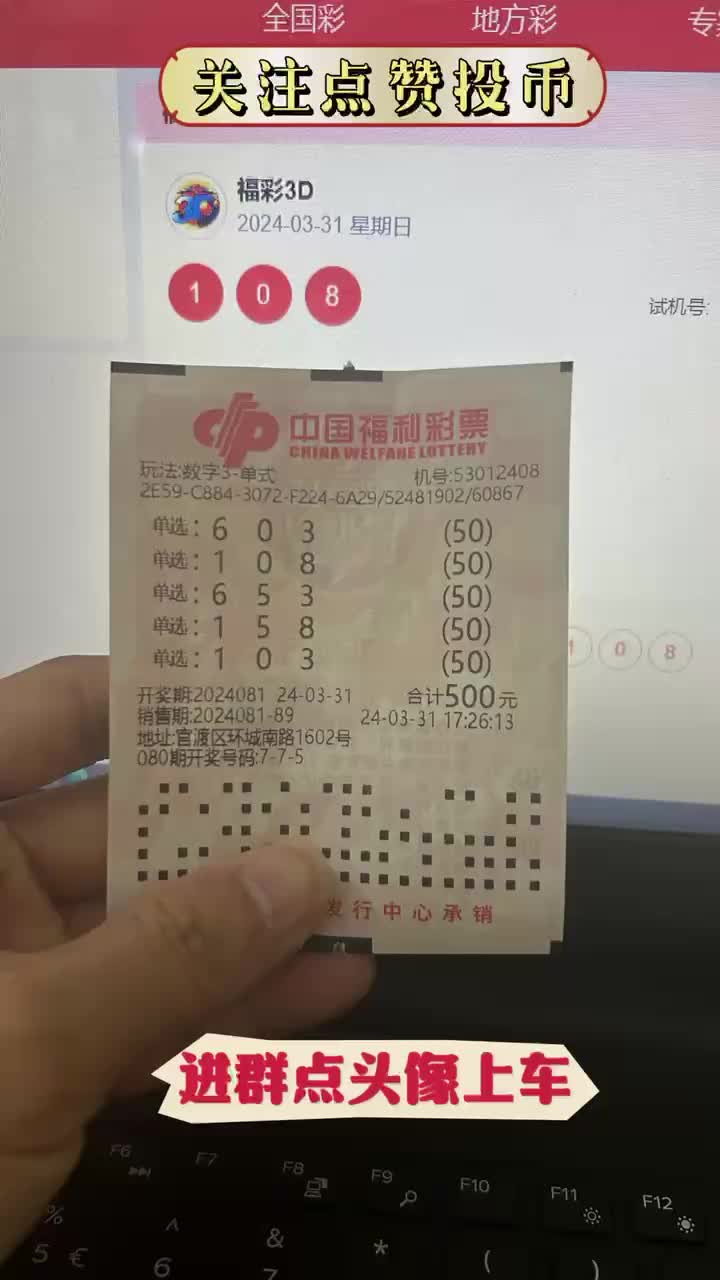 全国彩 地方彩
关注点赞投币
福彩3D
2024-03-31 星期日
1 0 8
试机号:
中国福利彩票
CHINA WELFARE LOTTERY
玩法:数字3-单式 机号:53012408
2E59-C884-3072-F224-6A29/52481902/60867
单选: 6 0 3 (50)
单选: 1 0 8 (50)
单选: 6 5 3 (50)
单选: 1 5 8 (50)
单选: 1 0 3 (50)
1 0 8
开奖期:2024081 24-03-31 合计500元
销售期:2024081-89 24-03-31 17:26:13
地址:官渡区环城南路1602号
080期开奖号码:7-7-5
发行中心承销
进群点头像上车
F6 F7 F8 F9 F10 F11 F12
% ^ & * ( )
5 € 6 7